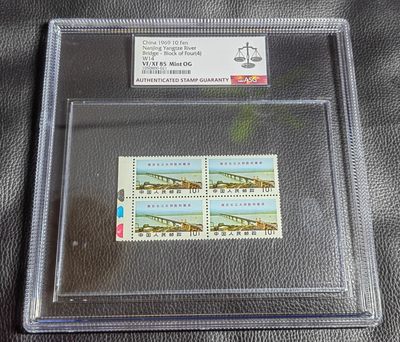 China 1969 10 Fen
Nanjing Yangtze River
Bridge - Block of Four(4)
W14
VF/XF 85 Mint OG
ASG
AUTHENTICATED STAMP GUARANTY
中国人民邮政 10
中国人民邮政 10
中国人民邮政 10
中国人民邮政 10